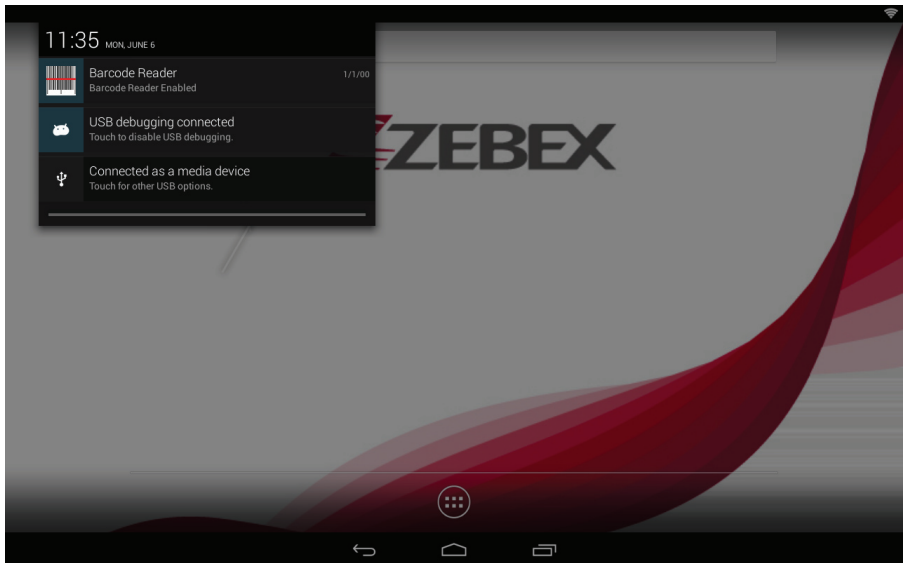 11:35 MON, JUNE 6
Barcode Reader 1/1/00
Barcode Reader Enabled
USB debugging connected
Touch to disable USB debugging.
Connected as a media device
Touch for other USB options.
ZEBEX